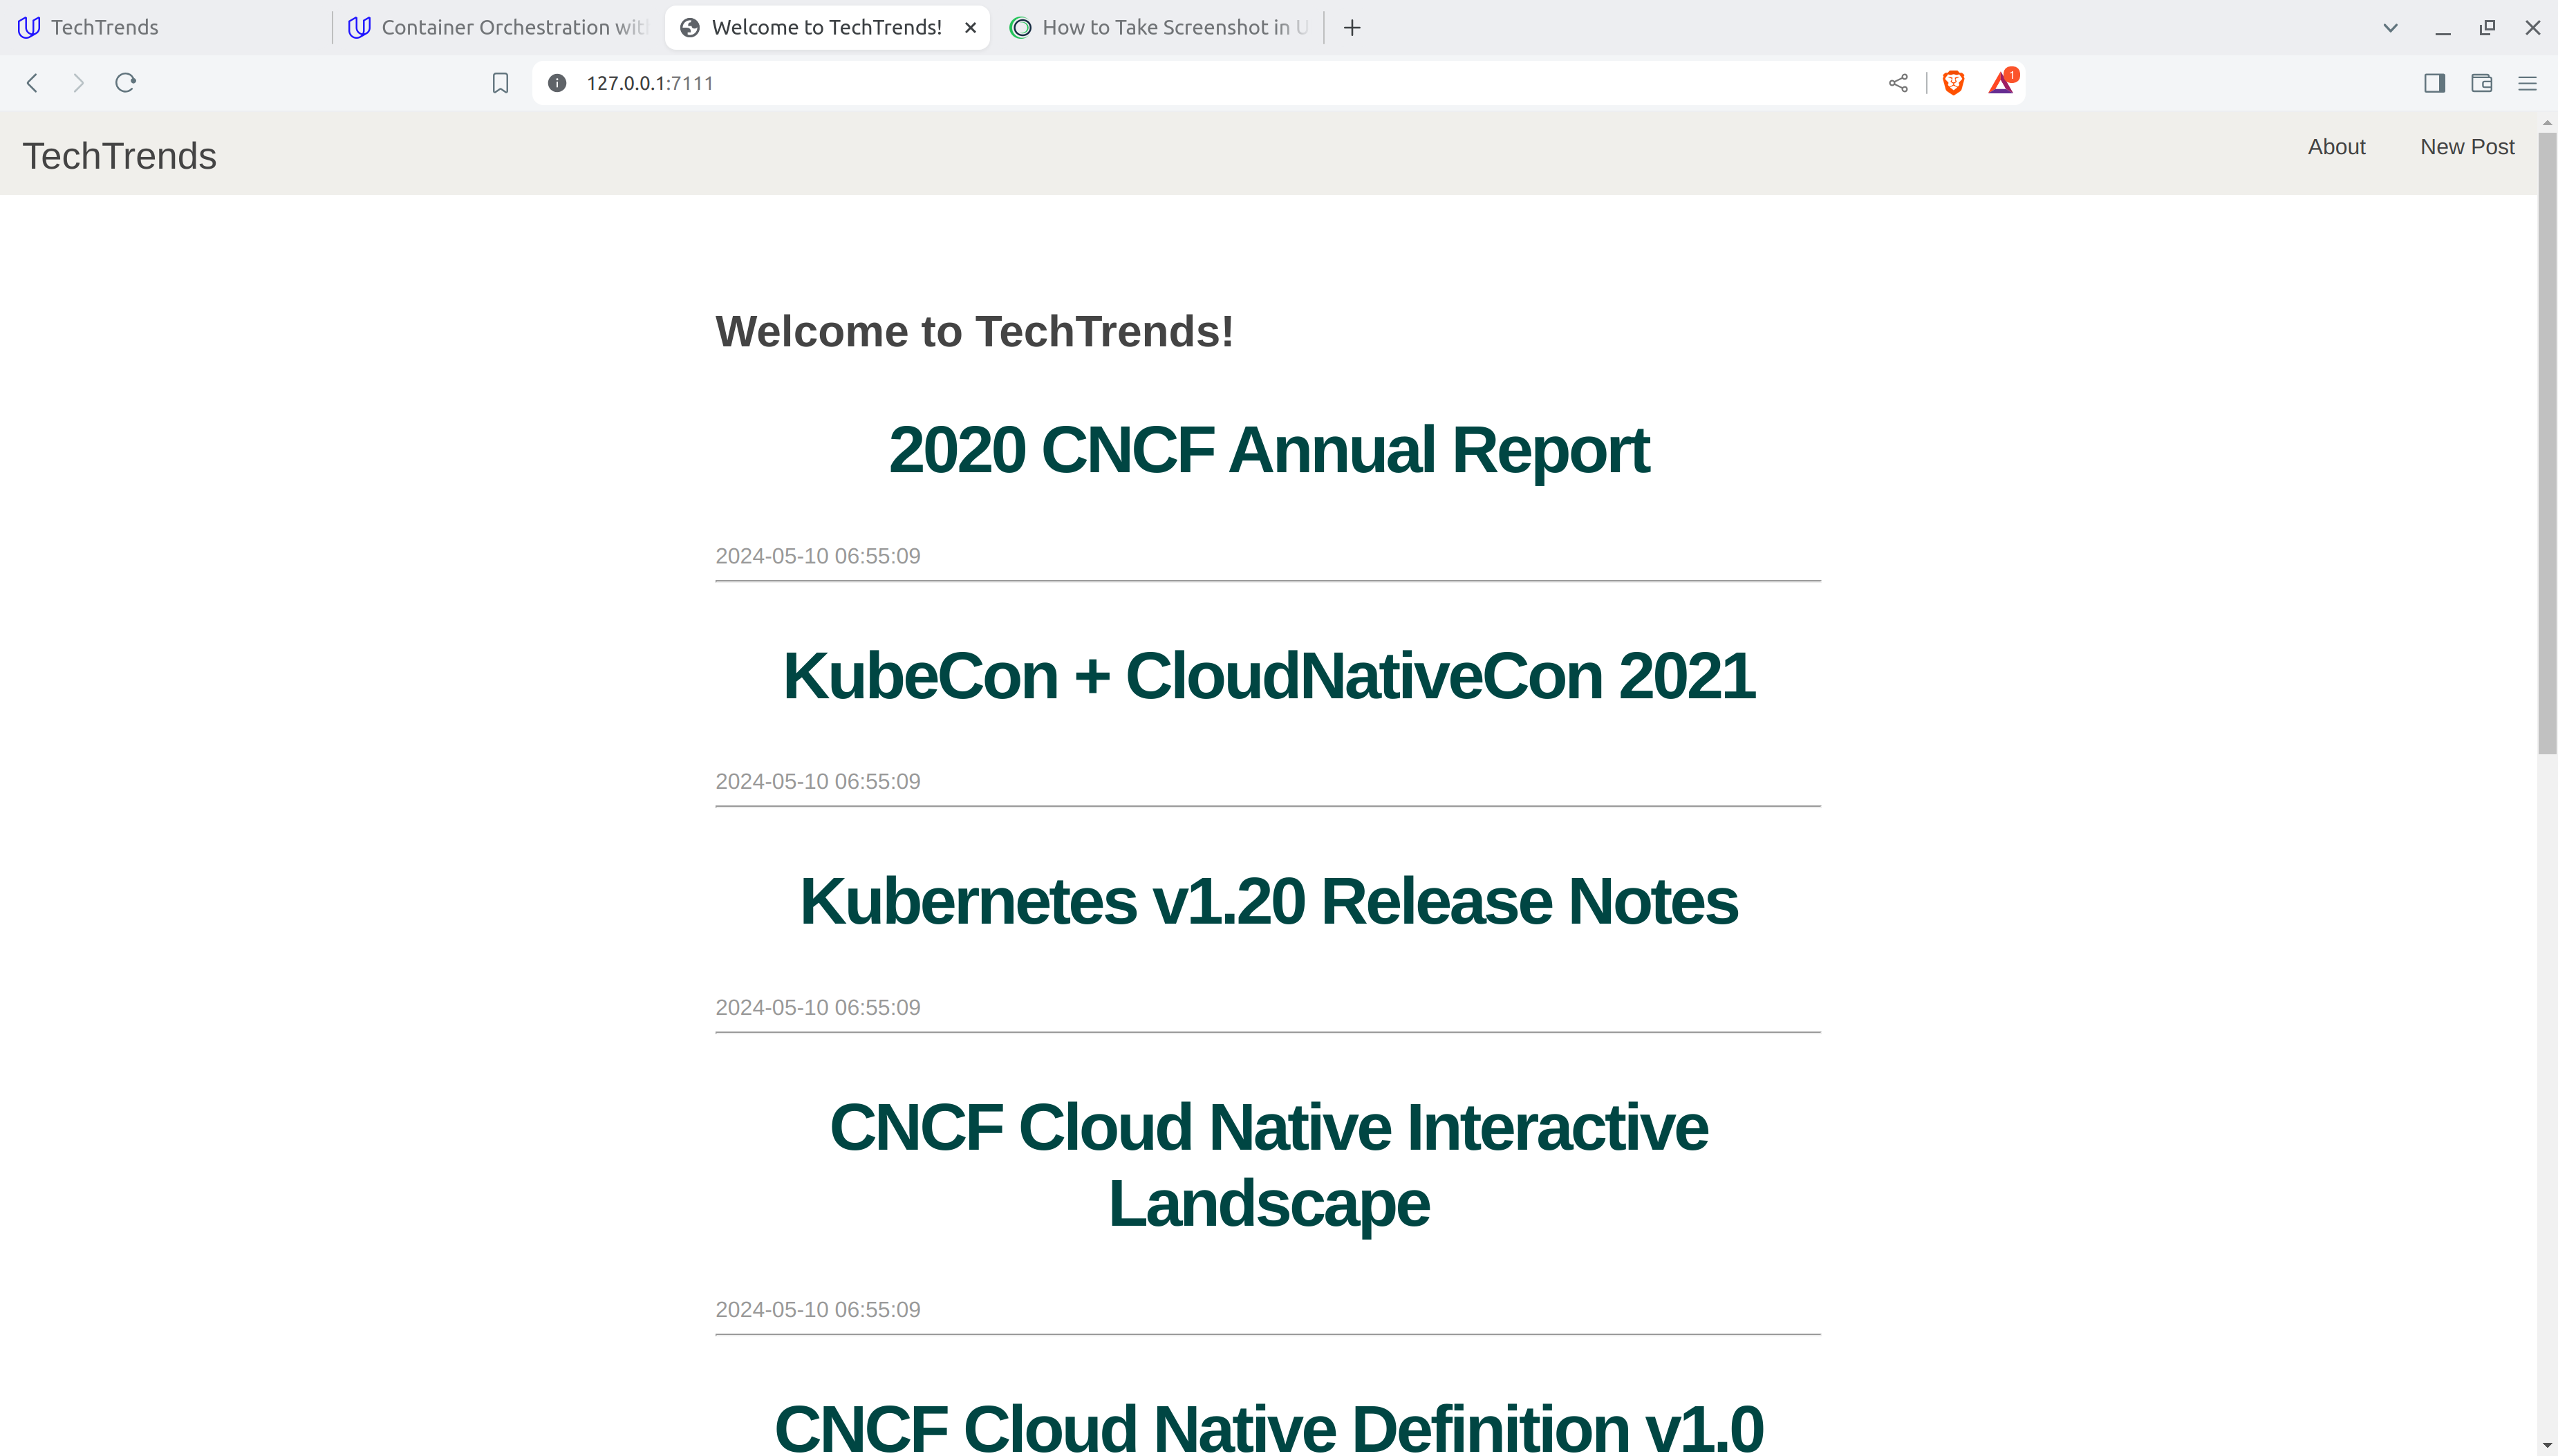 TechTrends
Container Orchestration wit
Welcome to TechTrends!
How to Take Screenshot in U
127.0.0.1:7111
1
TechTrends
About
New Post
Welcome to TechTrends!
2020 CNCF Annual Report
2024-05-10 06:55:09
KubeCon + CloudNativeCon 2021
2024-05-10 06:55:09
Kubernetes v1.20 Release Notes
2024-05-10 06:55:09
CNCF Cloud Native Interactive
Landscape
2024-05-10 06:55:09
CNCF Cloud Native Definition v1.0